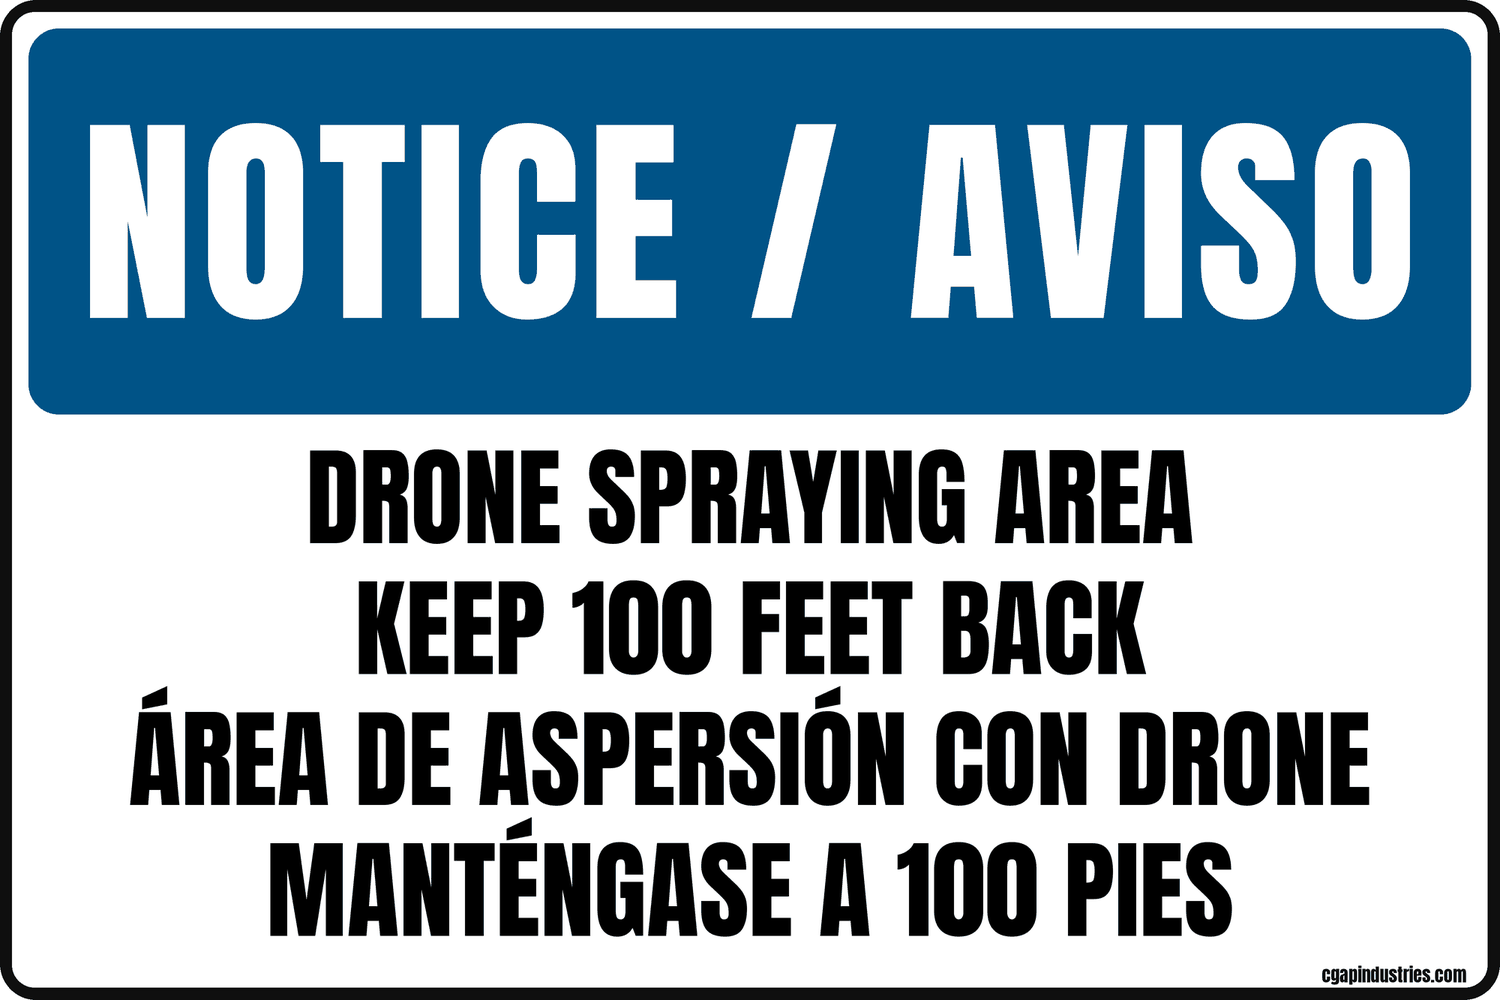 NOTICE / AVISO
DRONE SPRAYING AREA
KEEP 100 FEET BACK
ÁREA DE ASPERSIÓN CON DRONE
MANTÉNGASE A 100 PIES
cgapindustries.com